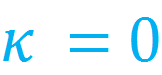 κ = 0